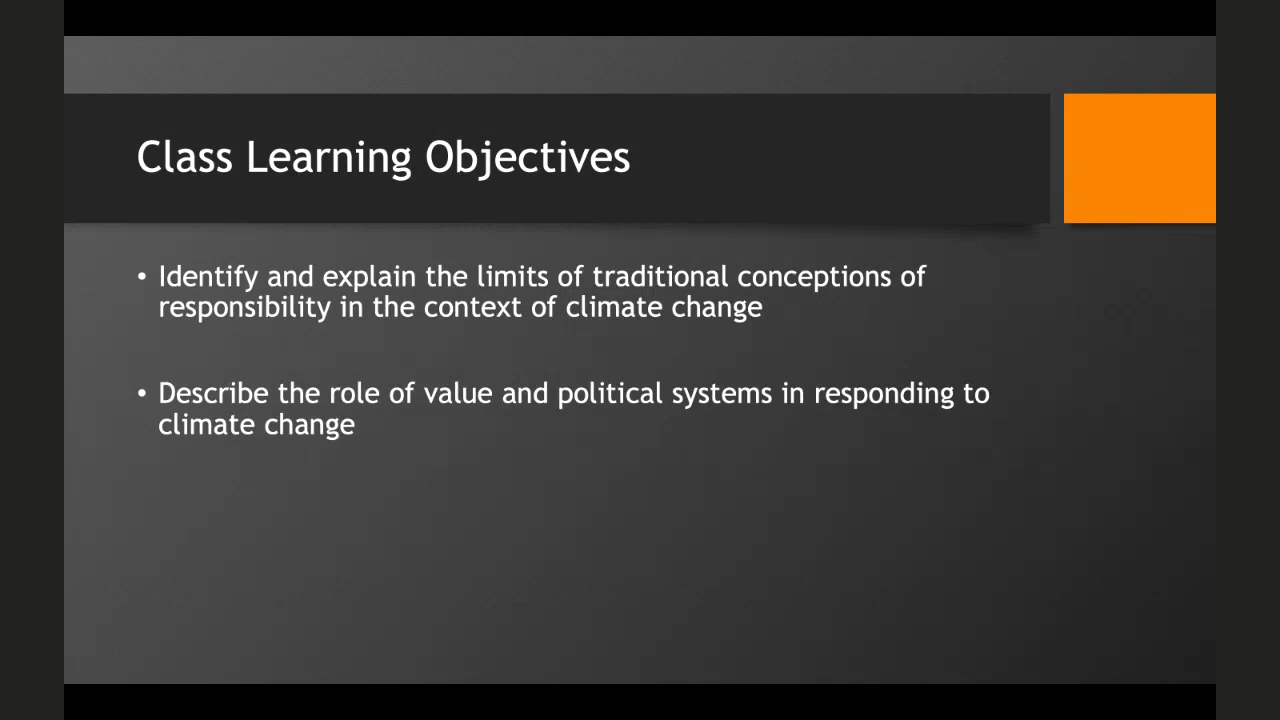 Class Learning Objectives
• Identify and explain the limits of traditional conceptions of
responsibility in the context of climate change
• Describe the role of value and political systems in responding to
climate change